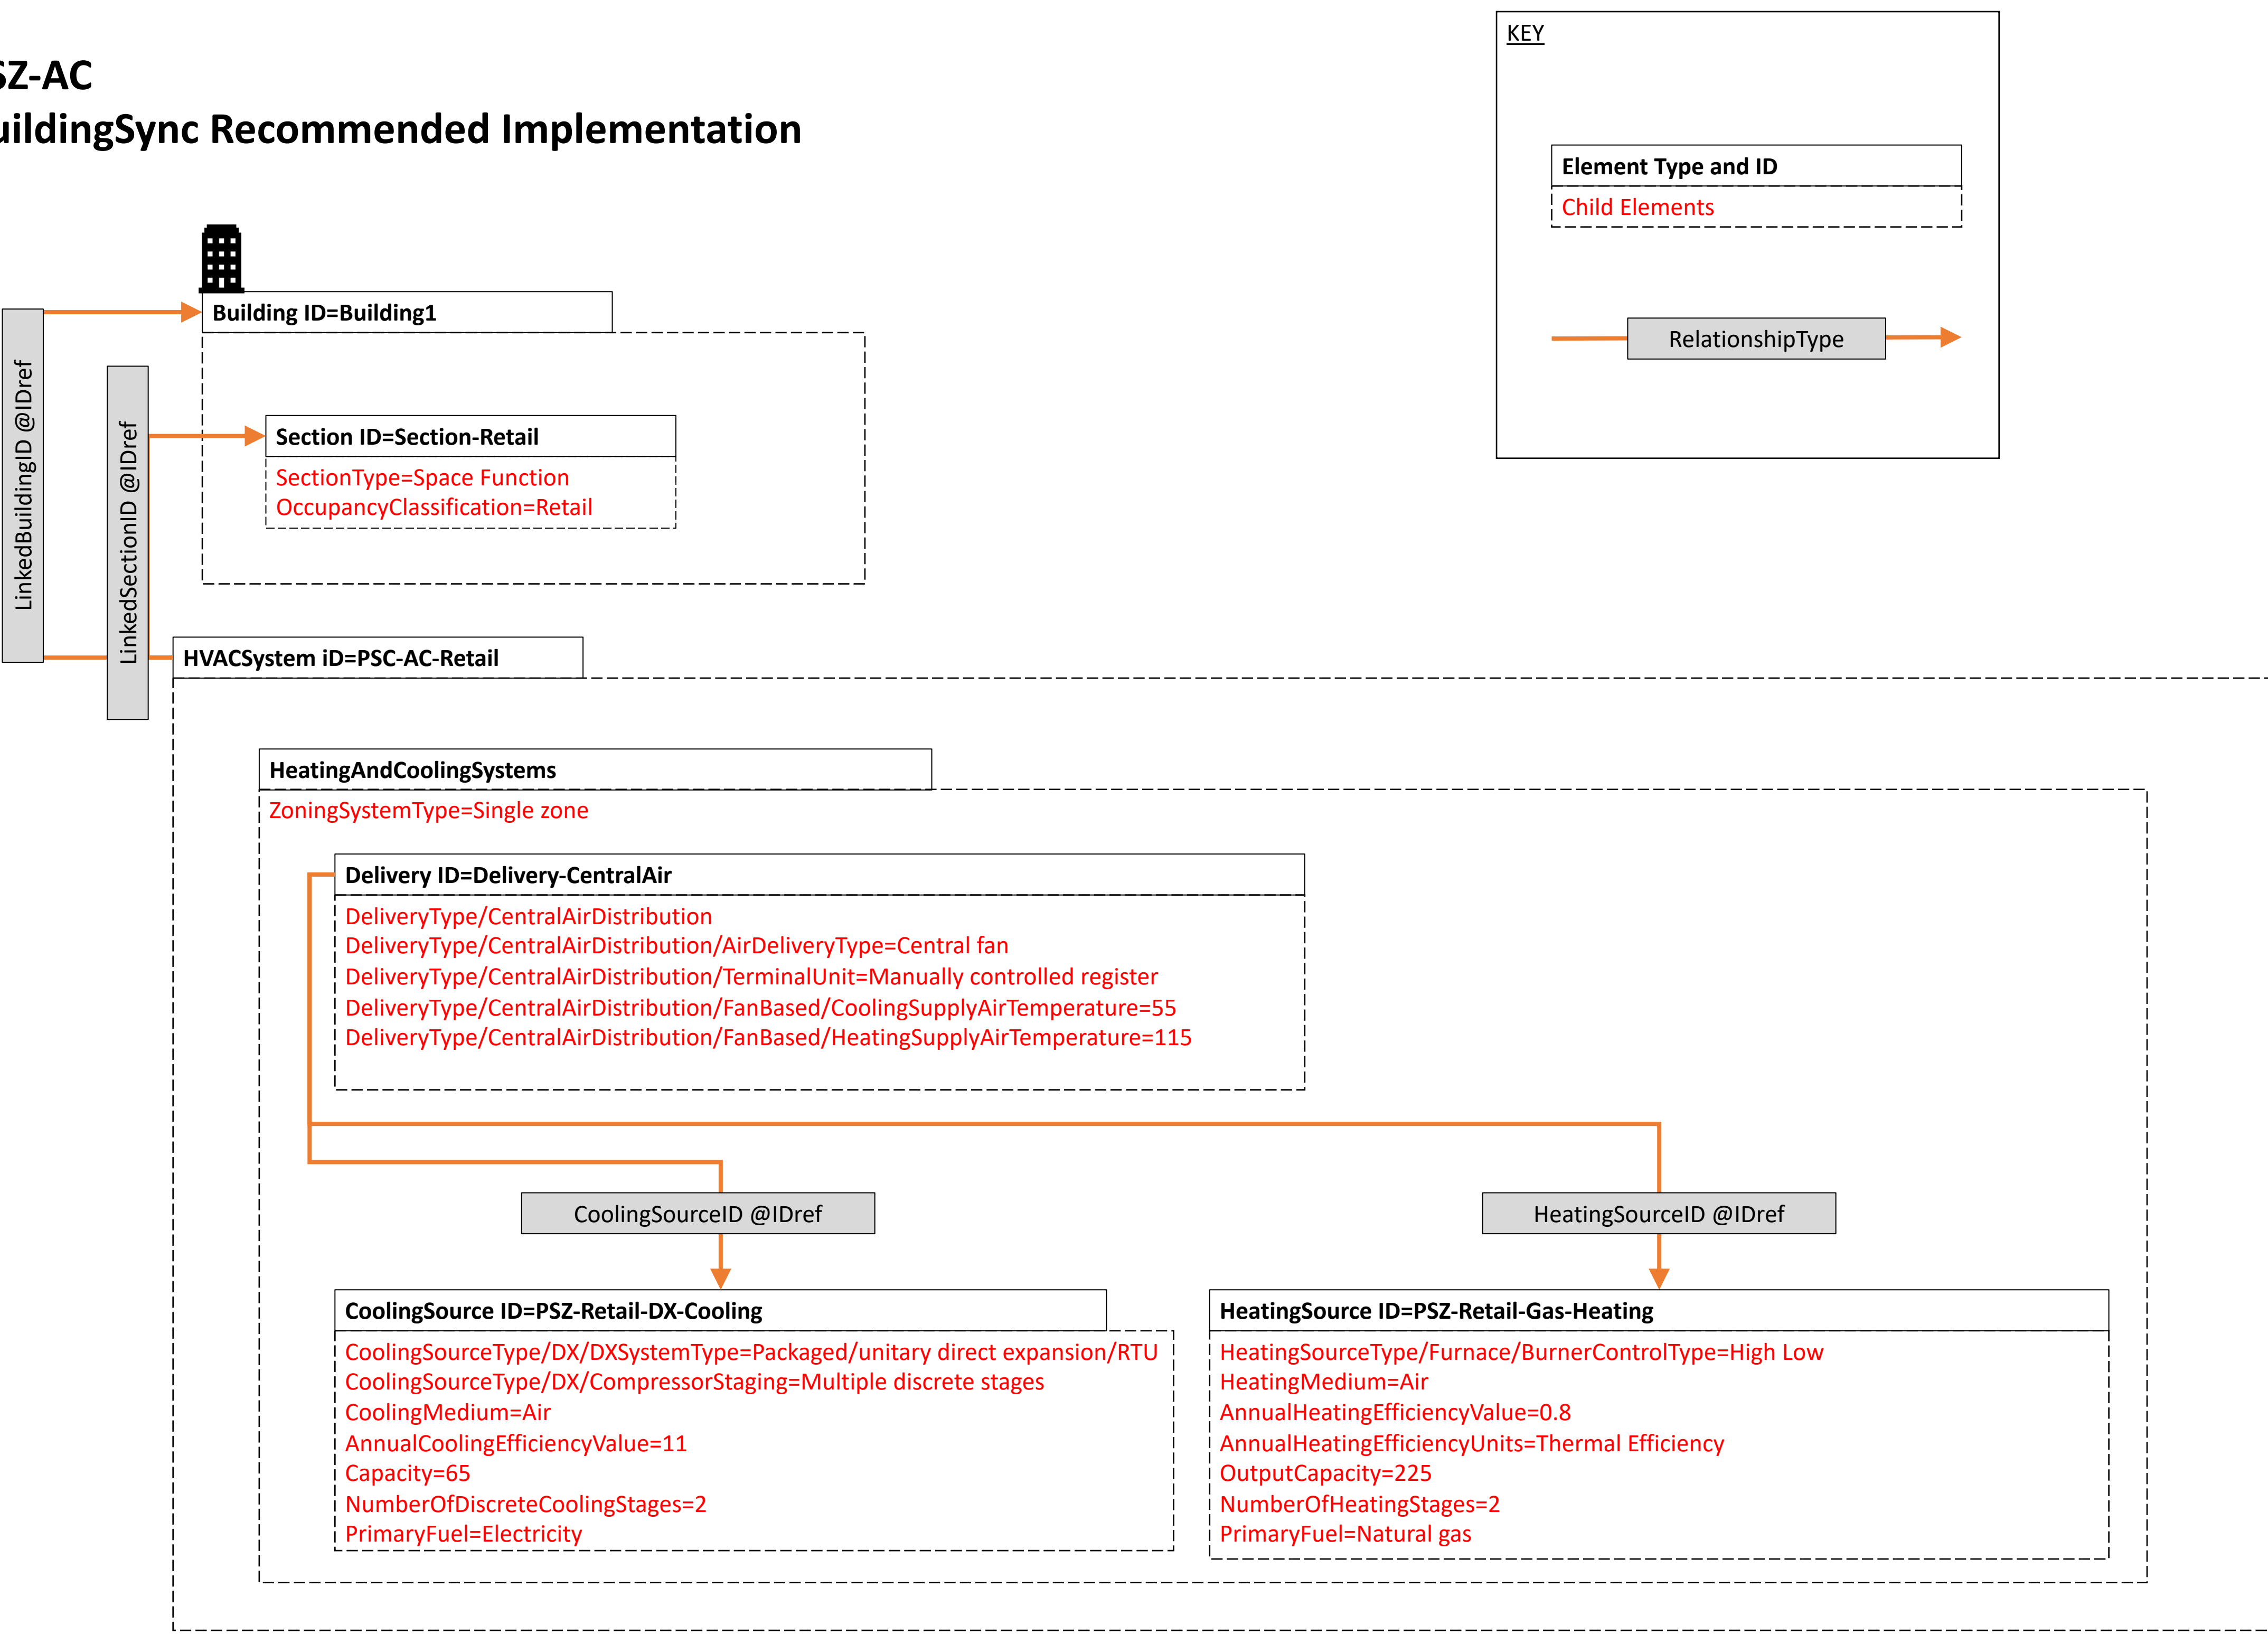 SZ-AC
uildingSync Recommended Implementation
KEY
Element Type and ID
Child Elements
RelationshipType
Building ID=Building1
LinkedBuildingID @IDref
LinkedSectionID @IDref
Section ID=Section-Retail
SectionType=Space Function
OccupancyClassification=Retail
HVACSystem iD=PSC-AC-Retail
HeatingAndCoolingSystems
ZoningSystemType=Single zone
Delivery ID=Delivery-CentralAir
DeliveryType/CentralAirDistribution
DeliveryType/CentralAirDistribution/AirDeliveryType=Central fan
DeliveryType/CentralAirDistribution/TerminalUnit=Manually controlled register
DeliveryType/CentralAirDistribution/FanBased/CoolingSupplyAirTemperature=55
DeliveryType/CentralAirDistribution/FanBased/HeatingSupplyAirTemperature=115
CoolingSourceID @IDref
HeatingSourceID @IDref
CoolingSource ID=PSZ-Retail-DX-Cooling
CoolingSourceType/DX/DXSystemType=Packaged/unitary direct expansion/RTU
CoolingSourceType/DX/CompressorStaging=Multiple discrete stages
CoolingMedium=Air
AnnualCoolingEfficiencyValue=11
Capacity=65
NumberOfDiscreteCoolingStages=2
PrimaryFuel=Electricity
HeatingSource ID=PSZ-Retail-Gas-Heating
HeatingSourceType/Furnace/BurnerControlType=High Low
HeatingMedium=Air
AnnualHeatingEfficiencyValue=0.8
AnnualHeatingEfficiencyUnits=Thermal Efficiency
OutputCapacity=225
NumberOfHeatingStages=2
PrimaryFuel=Natural gas